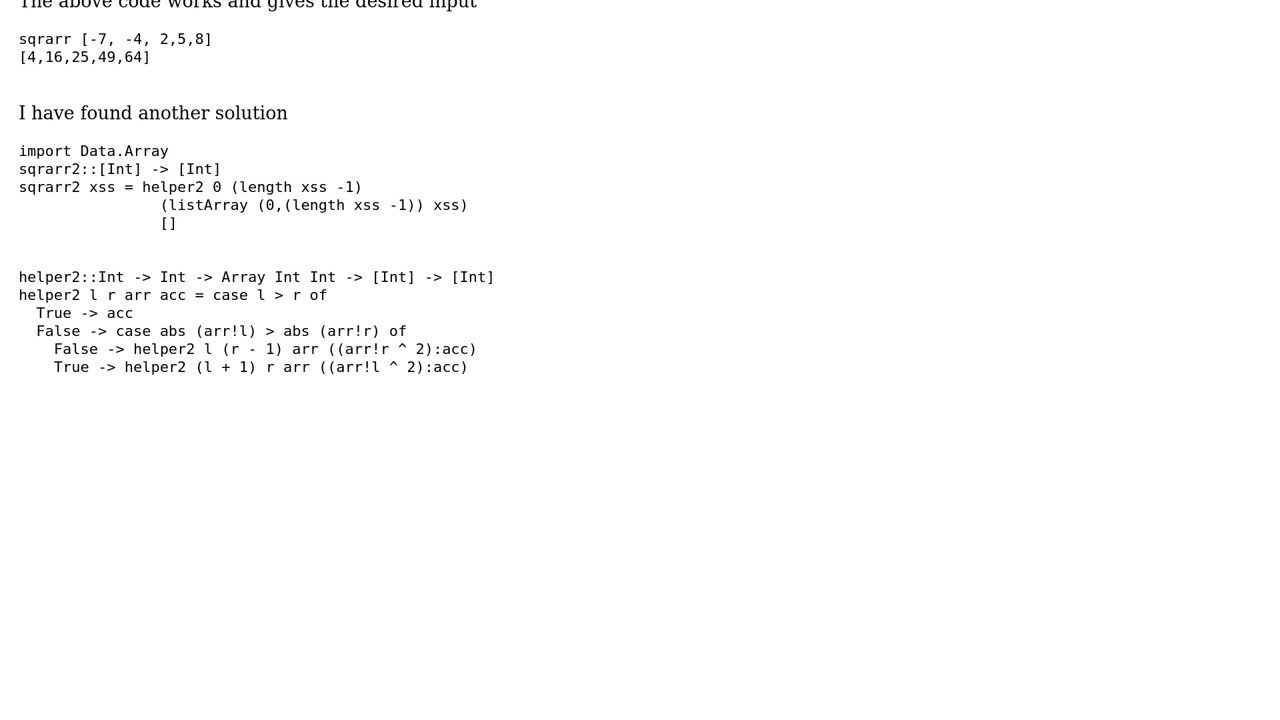 The above code works and gives the desired input
sqrarr [-7, -4, 2,5,8]
[4,16,25,49,64]
I have found another solution
import Data.Array
sqrarr2::[Int] -> [Int]
sqrarr2 xss = helper2 0 (length xss -1)
                (listArray (0,(length xss -1)) xss)
                []
helper2::Int -> Int -> Array Int Int -> [Int] -> [Int]
helper2 l r arr acc = case l > r of
  True -> acc
  False -> case abs (arr!l) > abs (arr!r) of
    False -> helper2 l (r - 1) arr ((arr!r ^ 2):acc)
    True -> helper2 (l + 1) r arr ((arr!l ^ 2):acc)